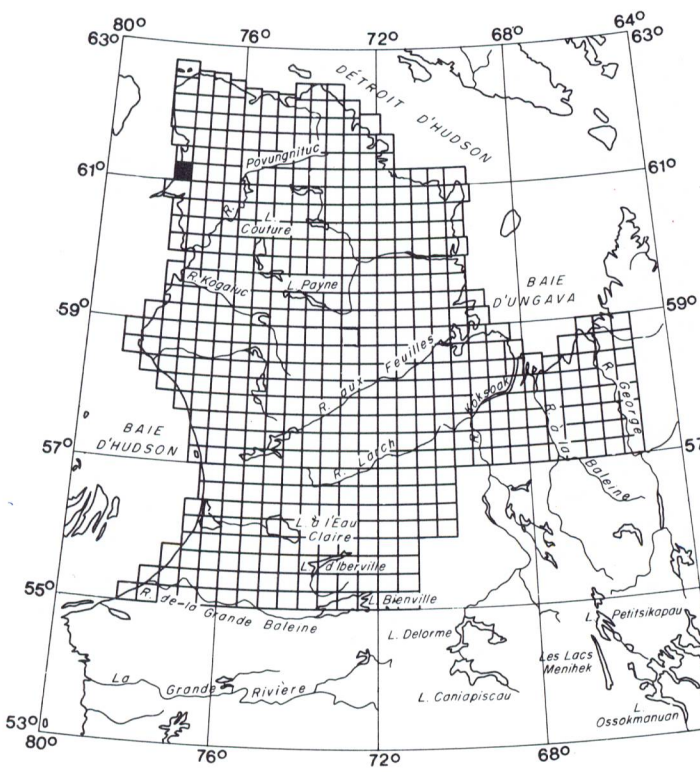 80° 76° 72° 68° 64°
63° 63°
DÉTROIT D'HUDSON
Povungnituc
61° 61°
R.
L.
Couture
R. Kogaluc
L. Payne
BAIE
D'UNGAVA
59° 59°
R. aux Feuilles
Koksoak
R.
R. George
R. à la Baleine
BAIE
D'HUDSON
57° 57
R. Larch
L. à l'Eau
Claire
L. d'Iberville
55°
R. de-la Grande Baleine
L. Bienville
L. Delorme
L. Petitsikapau
Les Lacs
Menihek
La Grande Rivière
L. Caniapiscau
L.
Ossokmanuan
53°
80° 76° 72° 68°